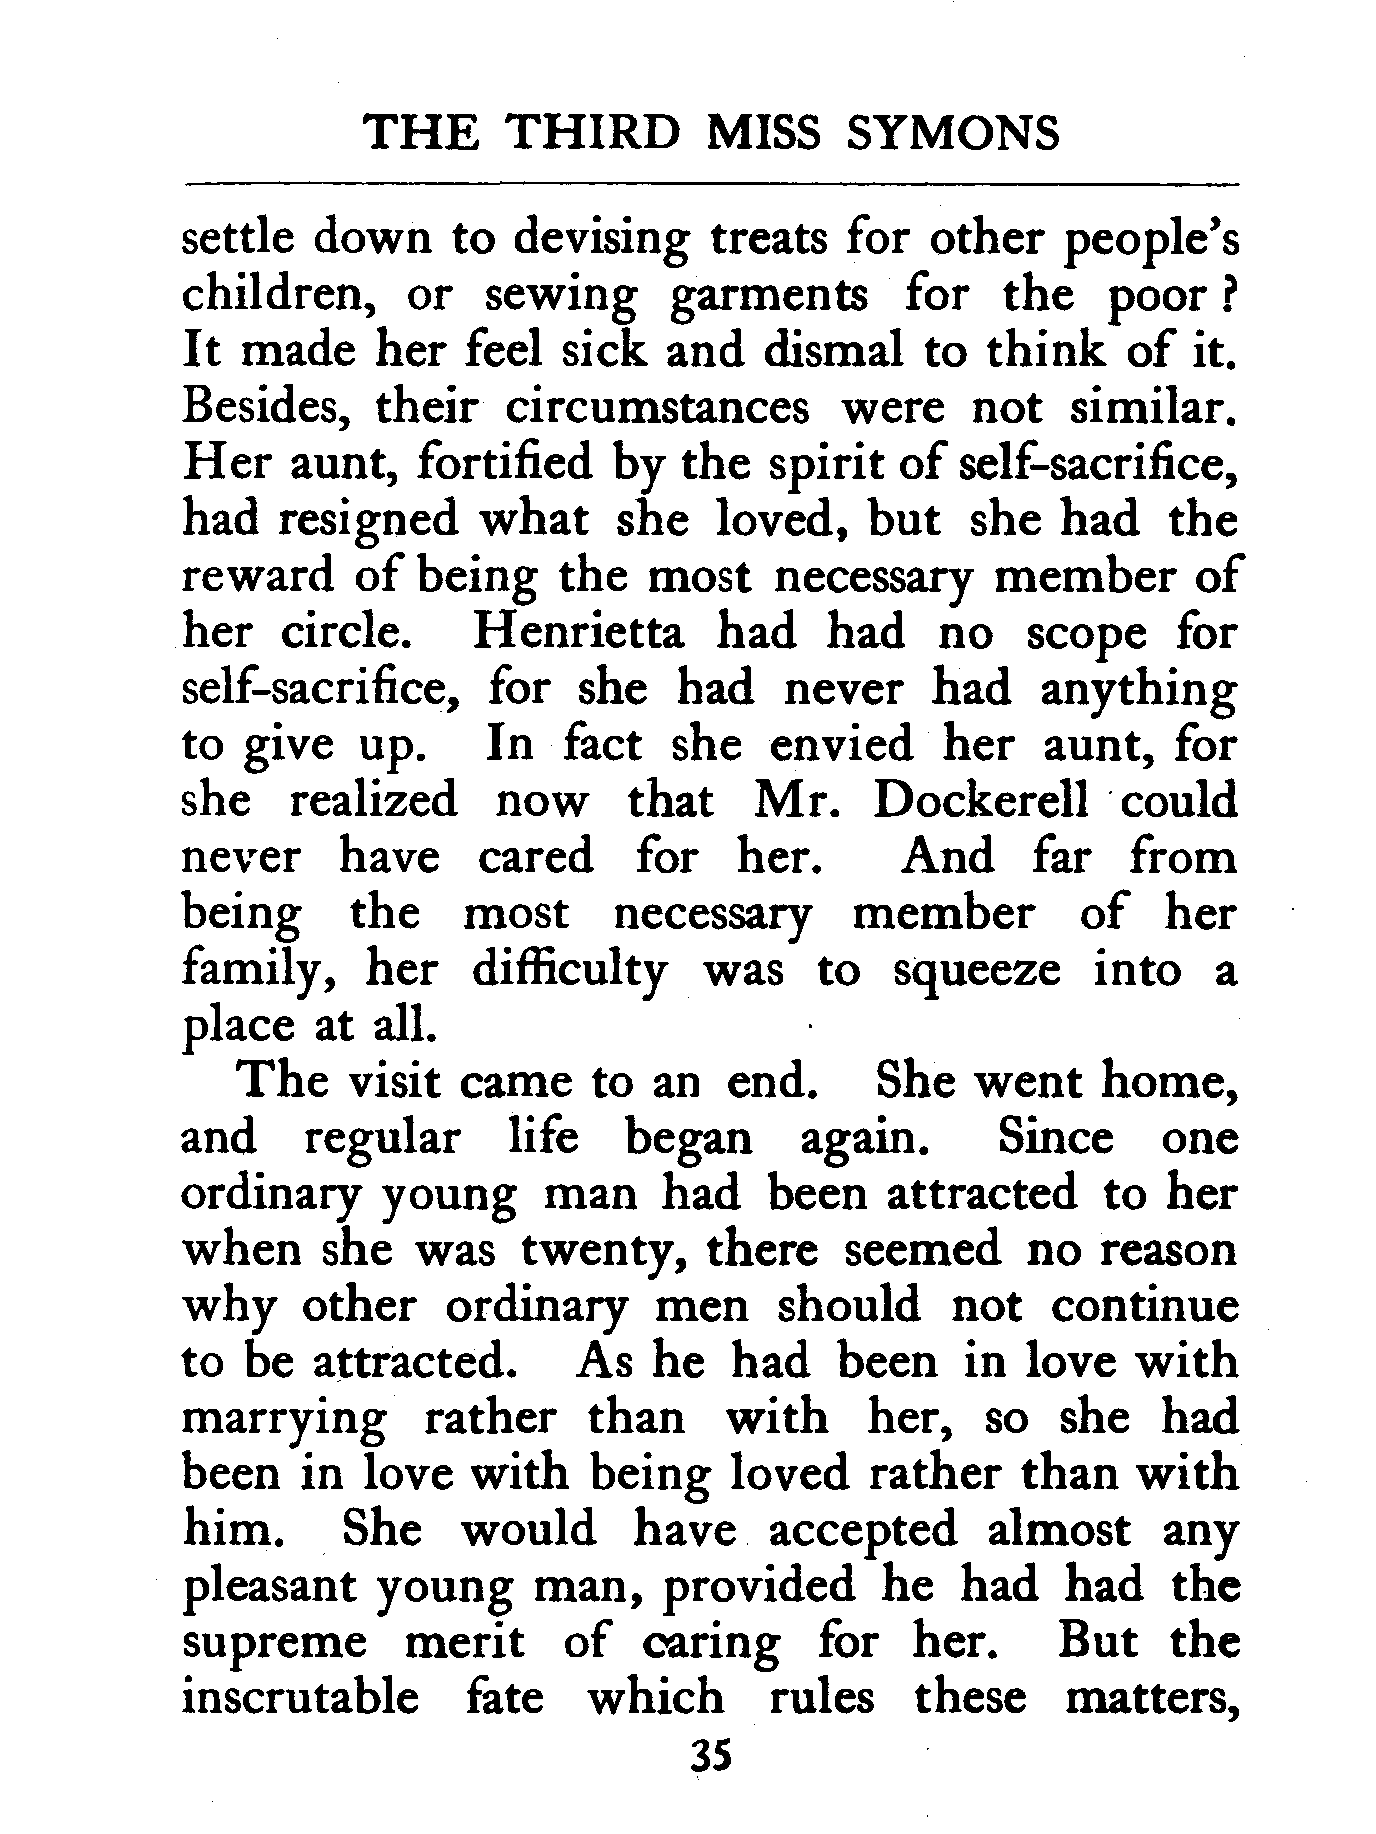 THE THIRD MISS SYMONS
settle down to devising treats for other people's
children, or sewing garments for the poor ?
It made her feel sick and dismal to think of it.
Besides, their circumstances were not similar.
Her aunt, fortified by the spirit of self-sacrifice,
had resigned what she loved, but she had the
reward of being the most necessary member of
her circle. Henrietta had had no scope for
self-sacrifice, for she had never had anything
to give up. In fact she envied her aunt, for
she realized now that Mr. Dockerell could
never have cared for her. And far from
being the most necessary member of her
family, her difficulty was to squeeze into a
place at all.
The visit came to an end. She went home,
and regular life began again. Since one
ordinary young man had been attracted to her
when she was twenty, there seemed no reason
why other ordinary men should not continue
to be attracted. As he had been in love with
marrying rather than with her, so she had
been in love with being loved rather than with
him. She would have accepted almost any
pleasant young man, provided he had had the
supreme merit of caring for her. But the
inscrutable fate which rules these matters,
35